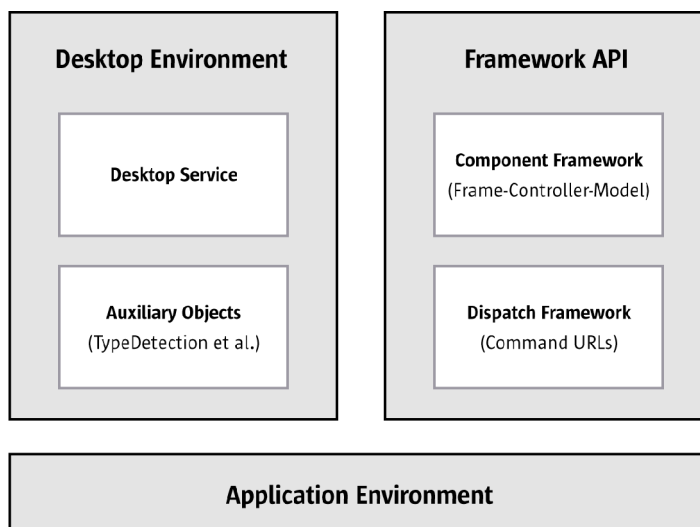 Desktop Environment
Desktop Service
Auxiliary Objects
(TypeDetection et al.)
Framework API
Component Framework
(Frame-Controller-Model)
Dispatch Framework
(Command URLs)
Application Environment